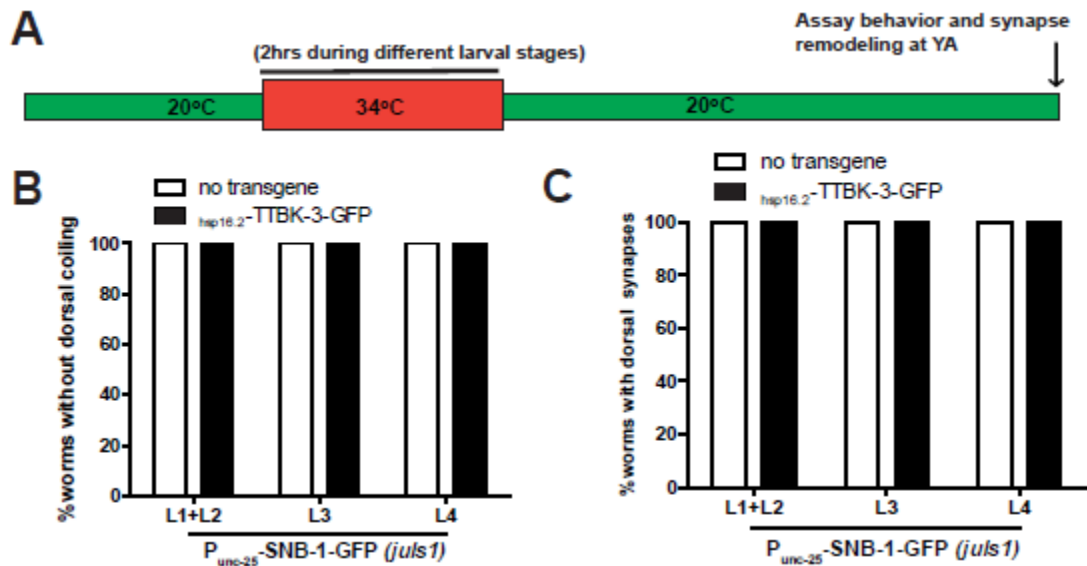 A
(2hrs during different larval stages)
Assay behavior and synapse
remodeling at YA
20°C
34°C
20°C
B
no transgene
hsp16.2-TTBK-3-GFP
%worms without dorsal coiling
100
80
60
40
20
0
L1+L2
L3
L4
Punc-25-SNB-1-GFP (juIs1)
C
no transgene
hsp16.2-TTBK-3-GFP
%worms with dorsal synapses
100
80
60
40
20
0
L1+L2
L3
L4
Punc-25-SNB-1-GFP (juIs1)